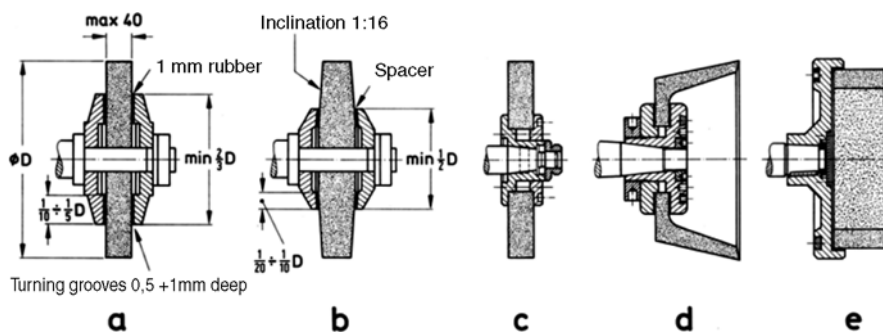 max 40
Inclination 1:16
1 mm rubber
Spacer
øD
min 2/3 D
min 1/2 D
1/10 ÷ 1/5 D
1/20 ÷ 1/10 D
Turning grooves 0,5 +1mm deep
a b c d e